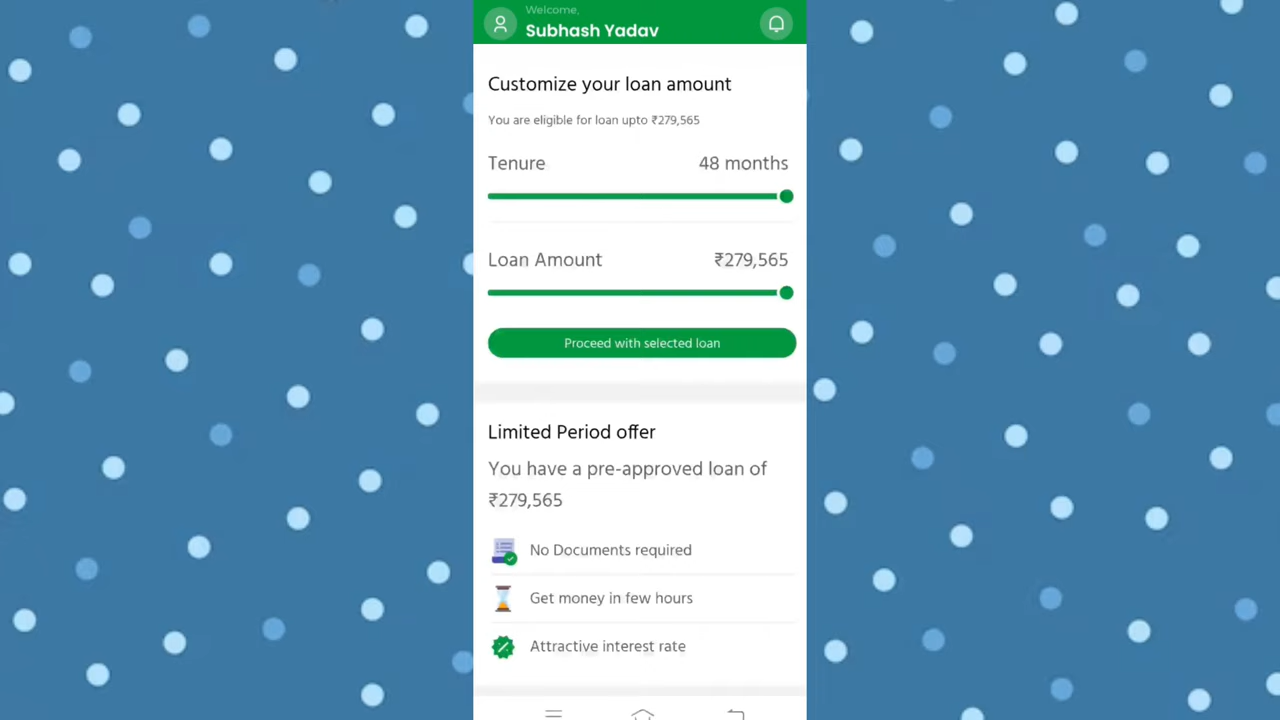 Welcome,
Subhash Yadav
Customize your loan amount
You are eligible for loan upto ₹279,565
Tenure 48 months
Loan Amount ₹279,565
Proceed with selected loan
Limited Period offer
You have a pre-approved loan of
₹279,565
No Documents required
Get money in few hours
Attractive interest rate